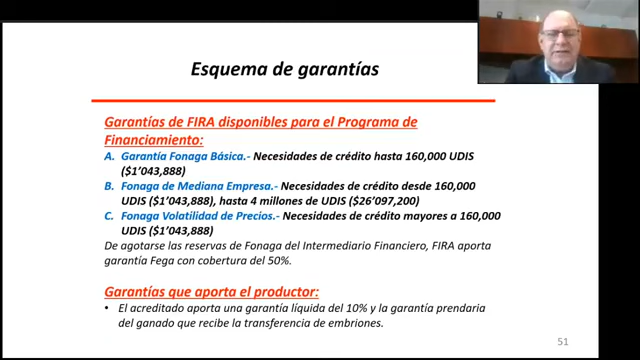 Esquema de garantías
Garantías de FIRA disponibles para el Programa de
Financiamiento:
A. Garantía Fonaga Básica.- Necesidades de crédito hasta 160,000 UDIS
($1'043,888)
B. Fonaga de Mediana Empresa.- Necesidades de crédito desde 160,000
UDIS ($1'043,888), hasta 4 millones de UDIS ($26'097,200)
C. Fonaga Volatilidad de Precios.- Necesidades de crédito mayores a 160,000
UDIS ($1'043,888)
De agotarse las reservas de Fonaga del Intermediario Financiero, FIRA aporta
garantía Fega con cobertura del 50%.
Garantías que aporta el productor:
• El acreditado aporta una garantía líquida del 10% y la garantía prendaria
del ganado que recibe la transferencia de embriones.
51